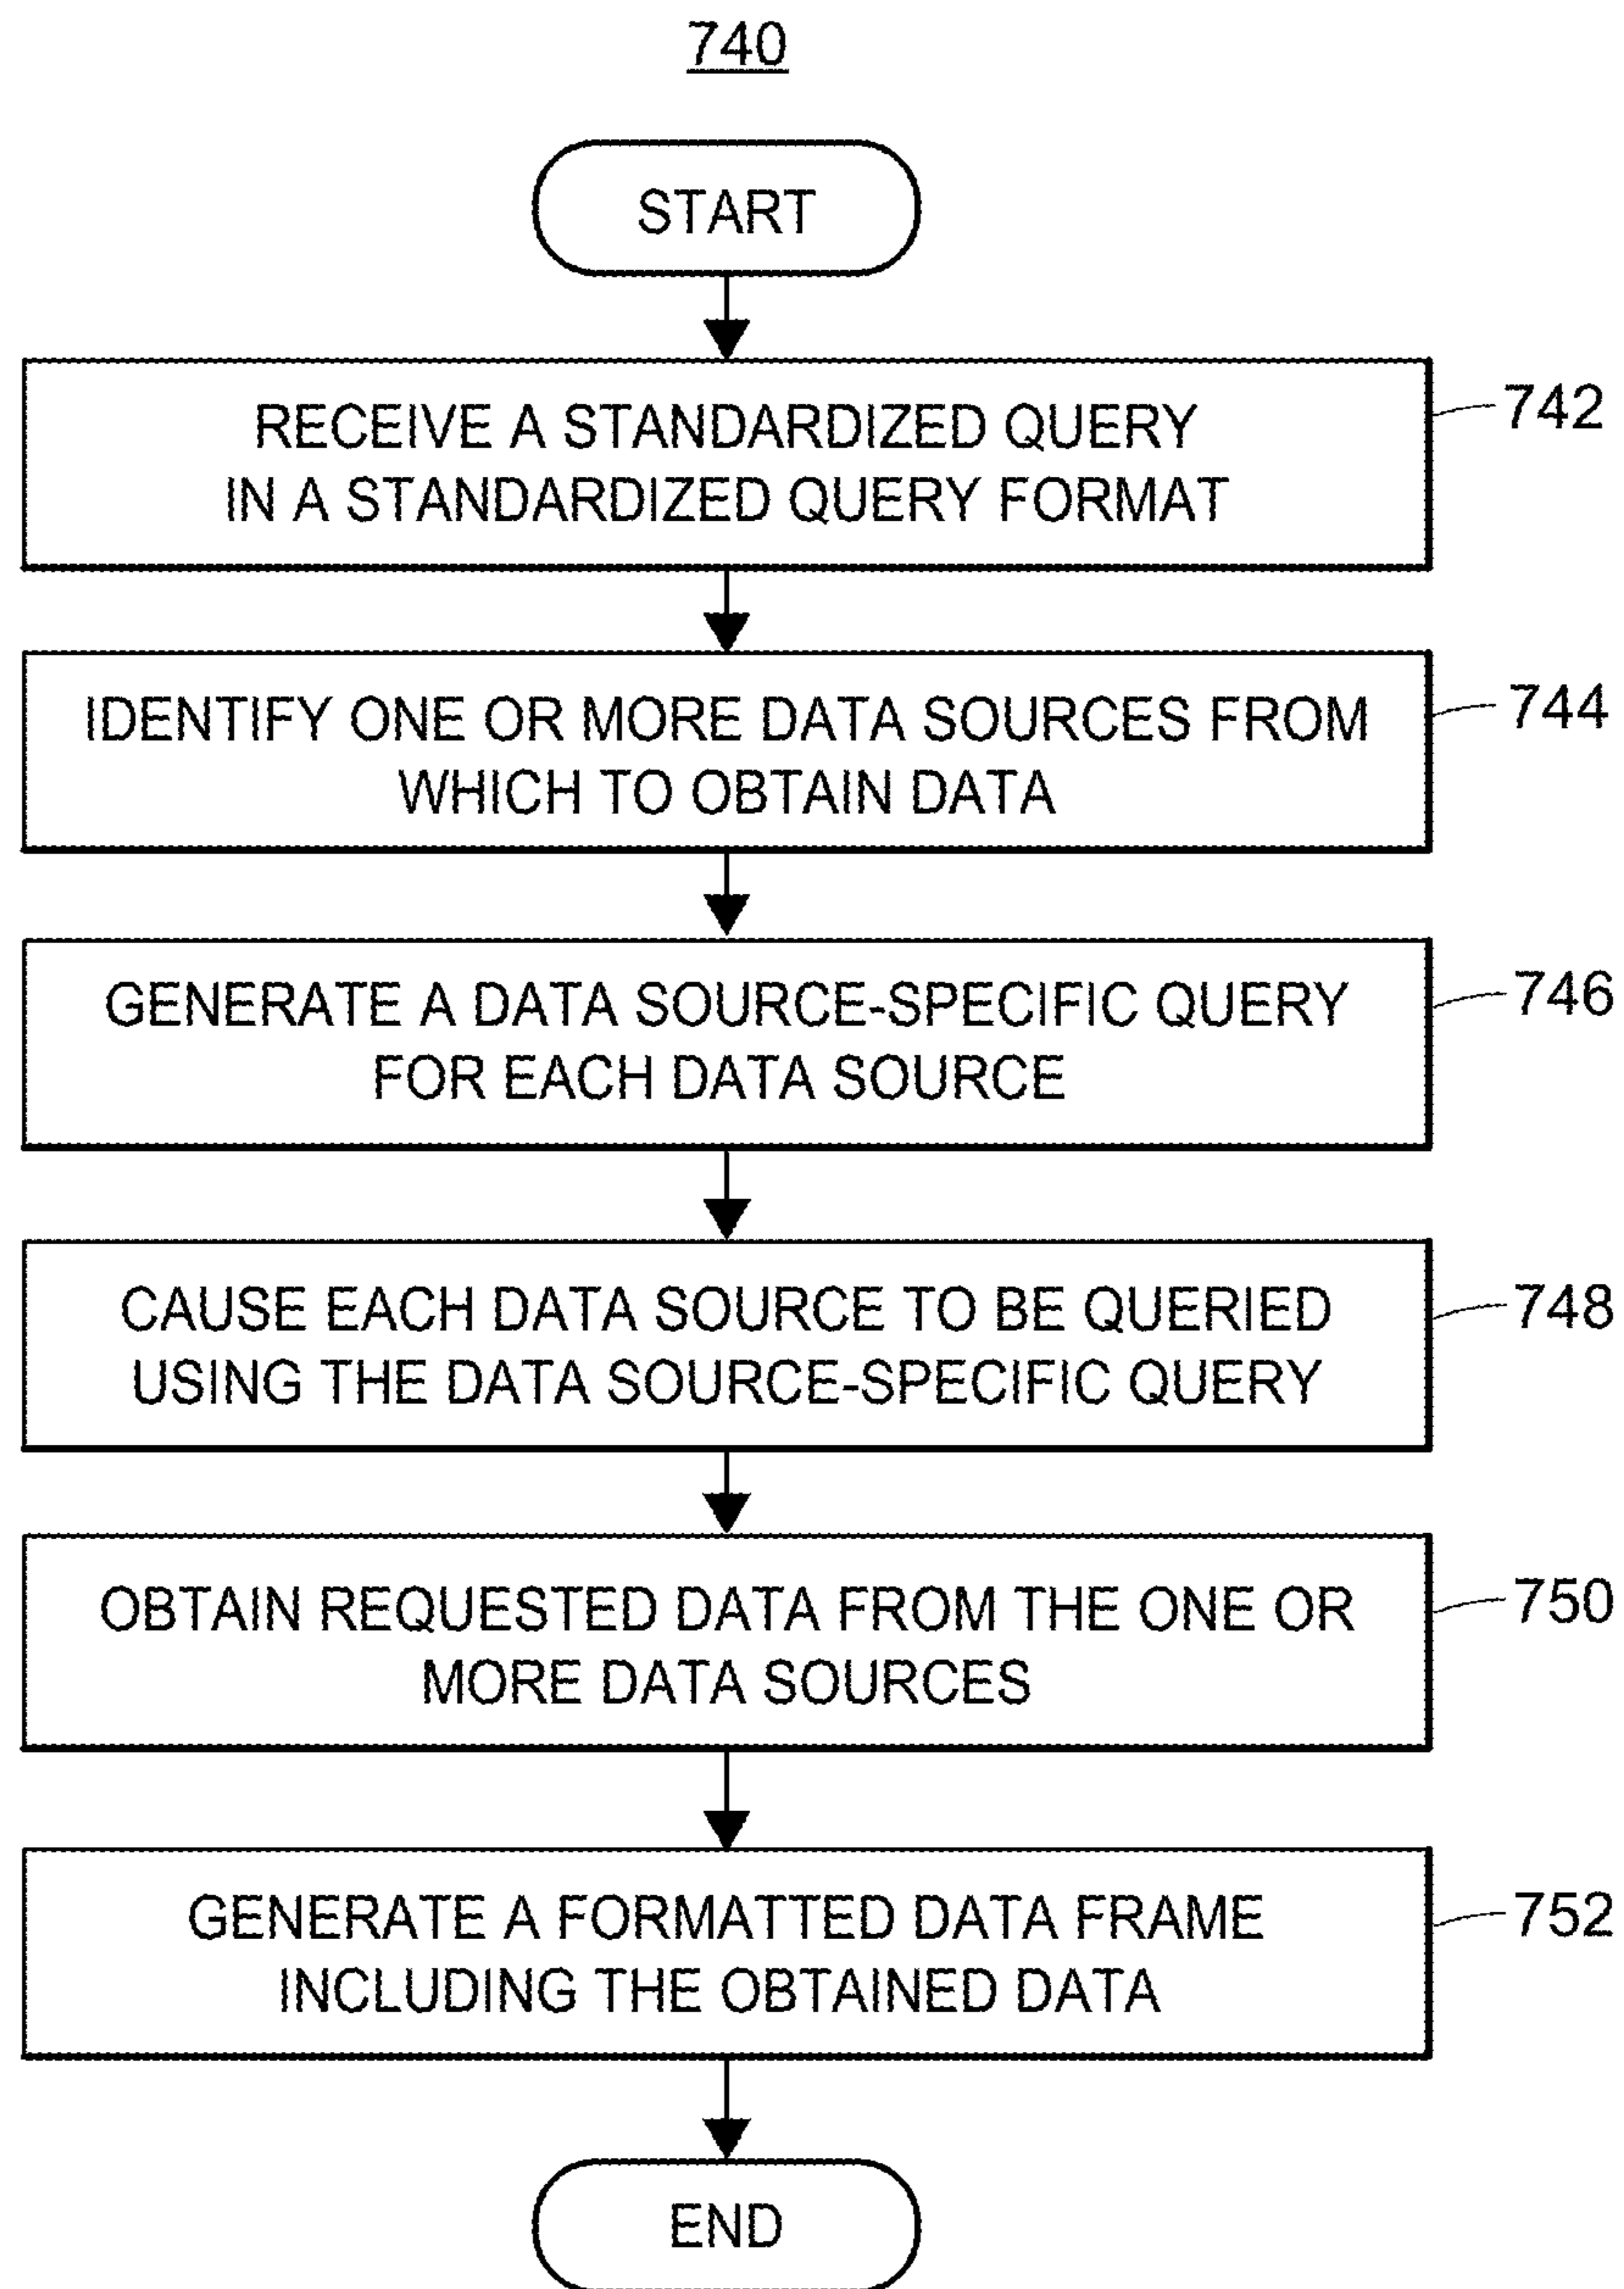 740
START
RECEIVE A STANDARDIZED QUERY
IN A STANDARDIZED QUERY FORMAT
742
IDENTIFY ONE OR MORE DATA SOURCES FROM
WHICH TO OBTAIN DATA
744
GENERATE A DATA SOURCE-SPECIFIC QUERY
FOR EACH DATA SOURCE
746
CAUSE EACH DATA SOURCE TO BE QUERIED
USING THE DATA SOURCE-SPECIFIC QUERY
748
OBTAIN REQUESTED DATA FROM THE ONE OR
MORE DATA SOURCES
750
GENERATE A FORMATTED DATA FRAME
INCLUDING THE OBTAINED DATA
752
END